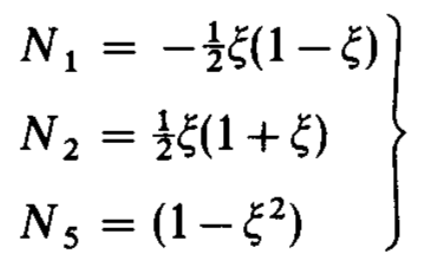 N₁ = −½ξ(1−ξ)
N₂ = ½ξ(1+ξ)
N₅ = (1−ξ²)